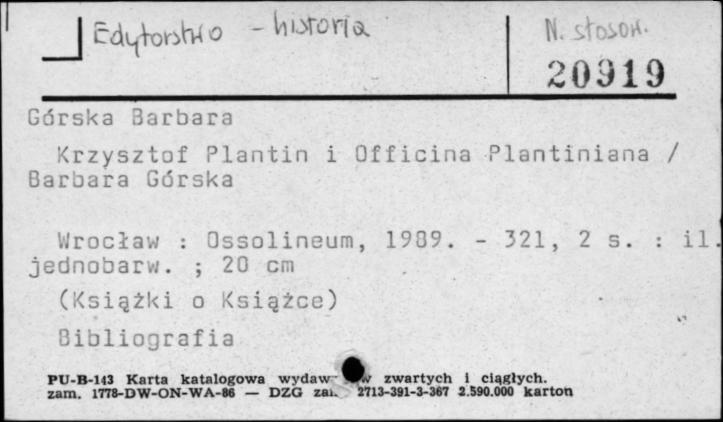 Edytorstwo - historia
N. stosow.
20919
Górska Barbara
Krzysztof Plantin i Officina Plantiniana /
Barbara Górska
Wrocław : Ossolineum, 1989. - 321, 2 s. : il.
jednobarw. ; 20 cm
(Książki o Książce)
Bibliografia
PU-B-143 Karta katalogowa zwartych i ciągłych.
zam. 1778-DW-ON-WA-86 — DZG 2713-391-3-367 2.590.000 karton